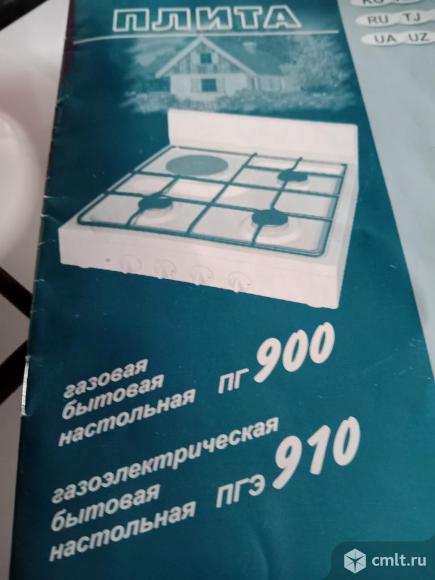 ПЛИТА
RU TJ
UA UZ
газовая
бытовая
настольная ПГ 900
газоэлектрическая
бытовая
настольная ПГЭ 910
cmlt.ru